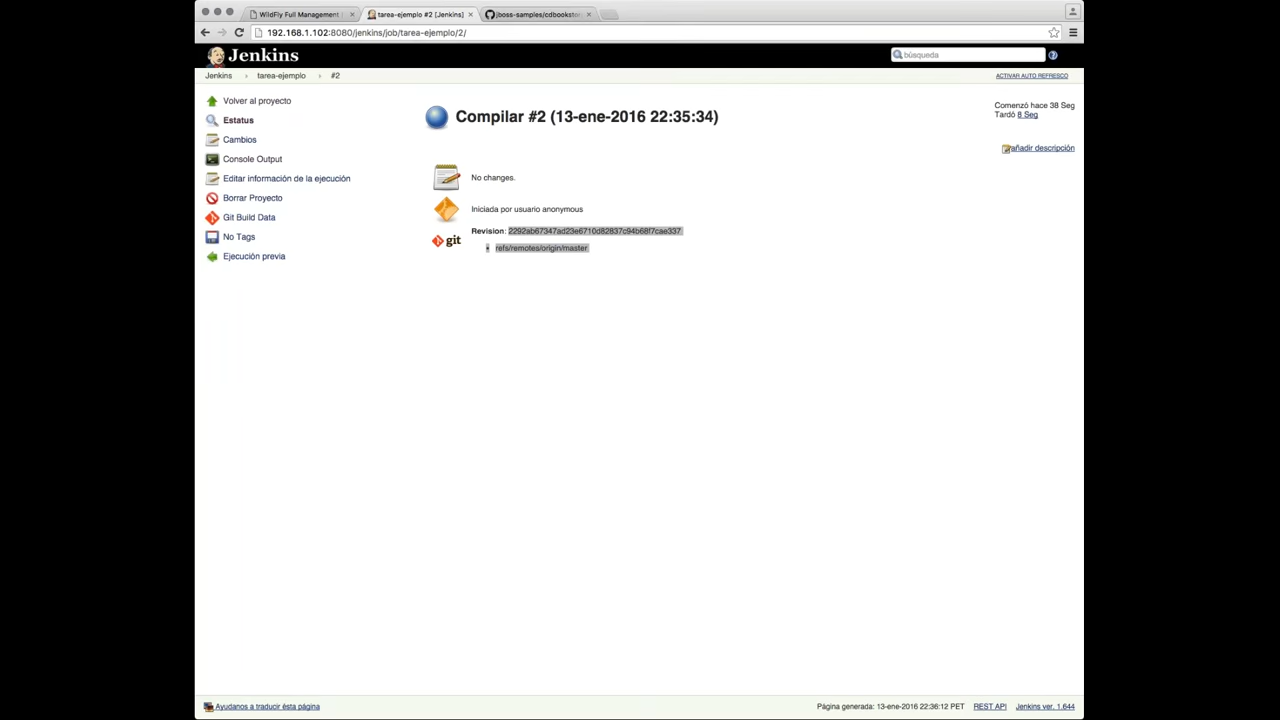 WildFly Full Management
tarea-ejemplo #2 [Jenkins]
jboss-samples/cdbookstor
192.168.1.102:8080/jenkins/job/tarea-ejemplo/2/
Jenkins
búsqueda
Jenkins
tarea-ejemplo
#2
ACTIVAR AUTO REFRESCO
Volver al proyecto
Estatus
Cambios
Console Output
Editar información de la ejecución
Borrar Proyecto
Git Build Data
No Tags
Ejecución previa
Compilar #2 (13-ene-2016 22:35:34)
Comenzó hace 38 Seg
Tardó 8 Seg
añadir descripción
No changes.
Iniciada por usuario anonymous
git
Revision: 2292ab67347ad23e6710d82837c94b68f7cae337
refs/remotes/origin/master
Ayudanos a traducir ésta página
Página generada: 13-ene-2016 22:36:12 PET
REST API
Jenkins ver. 1.644